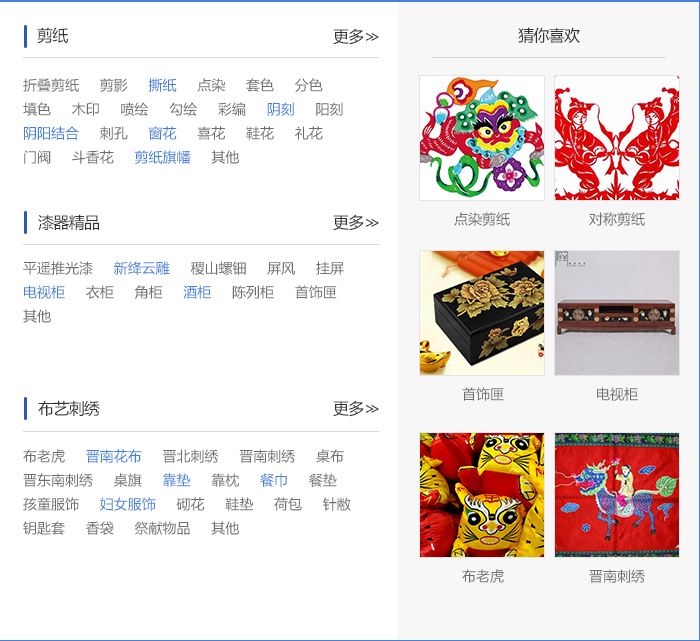 剪纸 更多>>
折叠剪纸 剪影 撕纸 点染 套色 分色
填色 木印 喷绘 勾绘 彩编 阴刻 阳刻
阴阳结合 刺孔 窗花 喜花 鞋花 礼花
门阀 斗香花 剪纸旗幡 其他
漆器精品 更多>>
平遥推光漆 新绛云雕 稷山螺钿 屏风 挂屏
电视柜 衣柜 角柜 酒柜 陈列柜 首饰匣
其他
布艺刺绣 更多>>
布老虎 晋南花布 晋北刺绣 晋南刺绣 桌布
晋东南刺绣 桌旗 靠垫 靠枕 餐巾 餐垫
孩童服饰 妇女服饰 砌花 鞋垫 荷包 针黹
钥匙套 香袋 祭献物品 其他
猜你喜欢
点染剪纸 对称剪纸
首饰匣 电视柜
布老虎 晋南刺绣